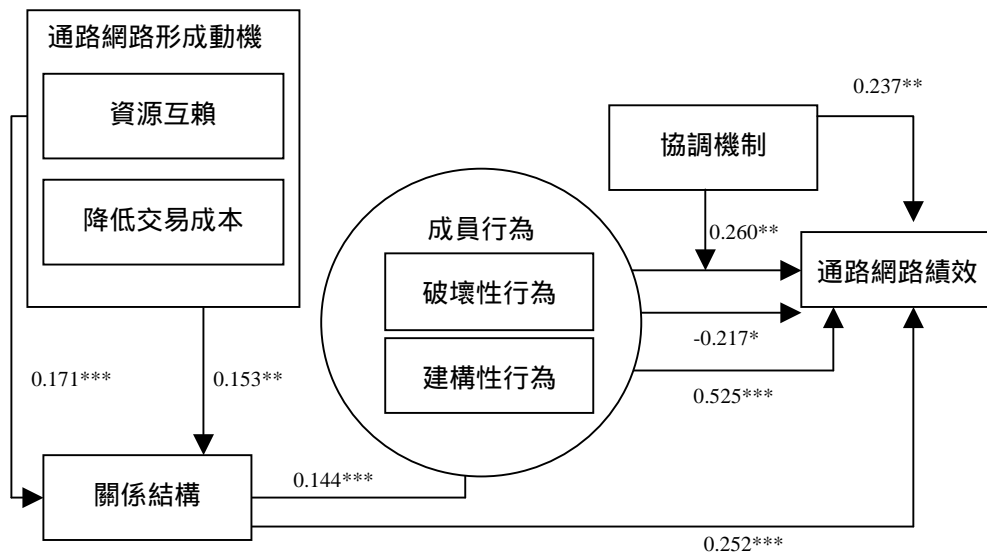 通路網路形成動機
資源互賴
降低交易成本
0.237**
協調機制
0.260**
成員行為
破壞性行為
建構性行為
通路網路績效
-0.217*
0.525***
0.171***
0.153**
關係結構
0.144***
0.252***